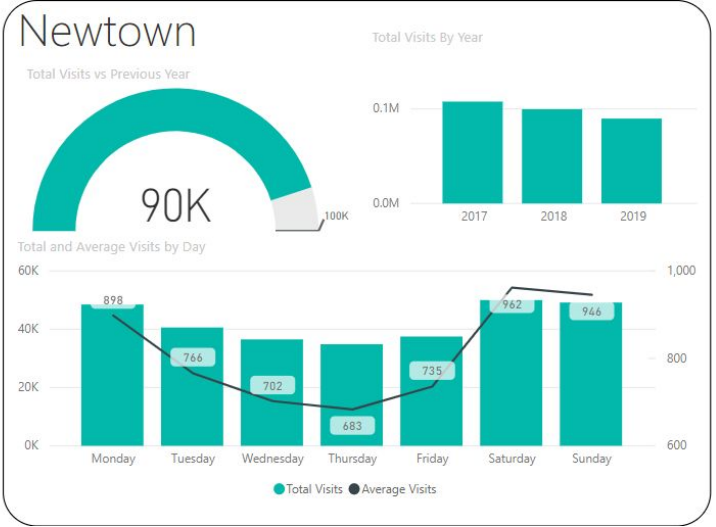 Newtown
Total Visits vs Previous Year
90K
100K
Total Visits By Year
0.1M
0.0M
2017 2018 2019
Total and Average Visits by Day
60K
40K
20K
0K
1,000
800
600
898
766
702
683
735
962
946
Monday Tuesday Wednesday Thursday Friday Saturday Sunday
Total Visits Average Visits